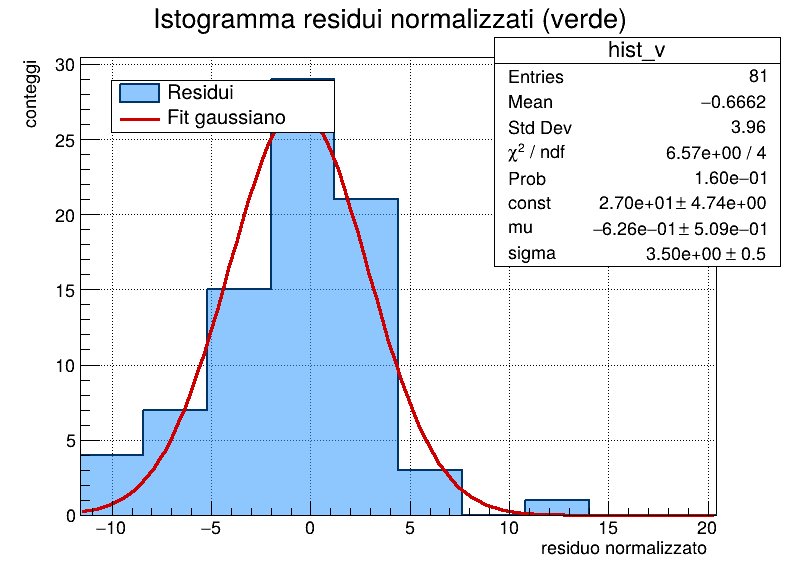 Istogramma residui normalizzati (verde)
hist_v
Entries 81
Mean −0.6662
Std Dev 3.96
χ² / ndf 6.57e+00 / 4
Prob 1.60e−01
const 2.70e+01 ± 4.74e+00
mu −6.26e−01 ± 5.09e−01
sigma 3.50e+00 ± 0.5
Residui
Fit gaussiano
conteggi
30
25
20
15
10
5
0
−10 −5 0 5 10 15 20
residuo normalizzato